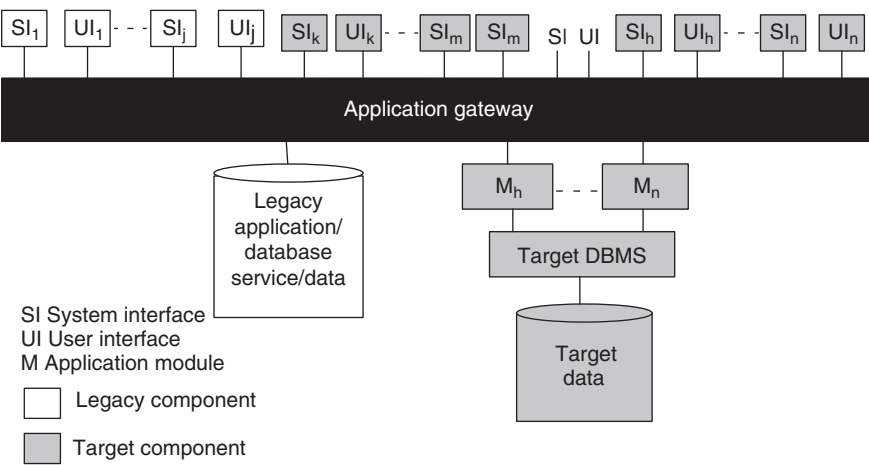 SI₁ UI₁ - - - SIⱼ UIⱼ SIₖ UIₖ - - - SIₘ SIₘ SI UI SIₕ UIₕ - - - SIₙ UIₙ
Application gateway
Legacy
application/
database
service/data
Mₕ - - - Mₙ
Target DBMS
Target
data
SI System interface
UI User interface
M Application module
Legacy component
Target component